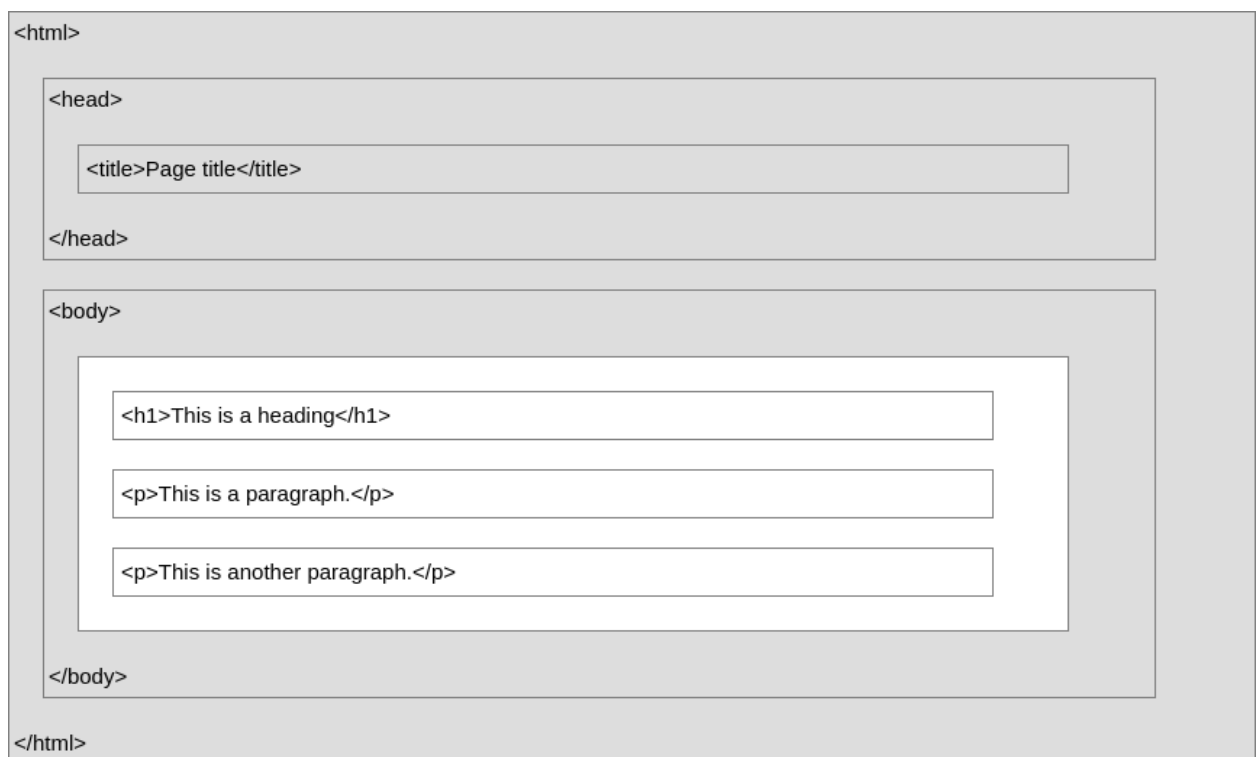 <html>
<head>
<title>Page title</title>
</head>
<body>
<h1>This is a heading</h1>
<p>This is a paragraph.</p>
<p>This is another paragraph.</p>
</body>
</html>